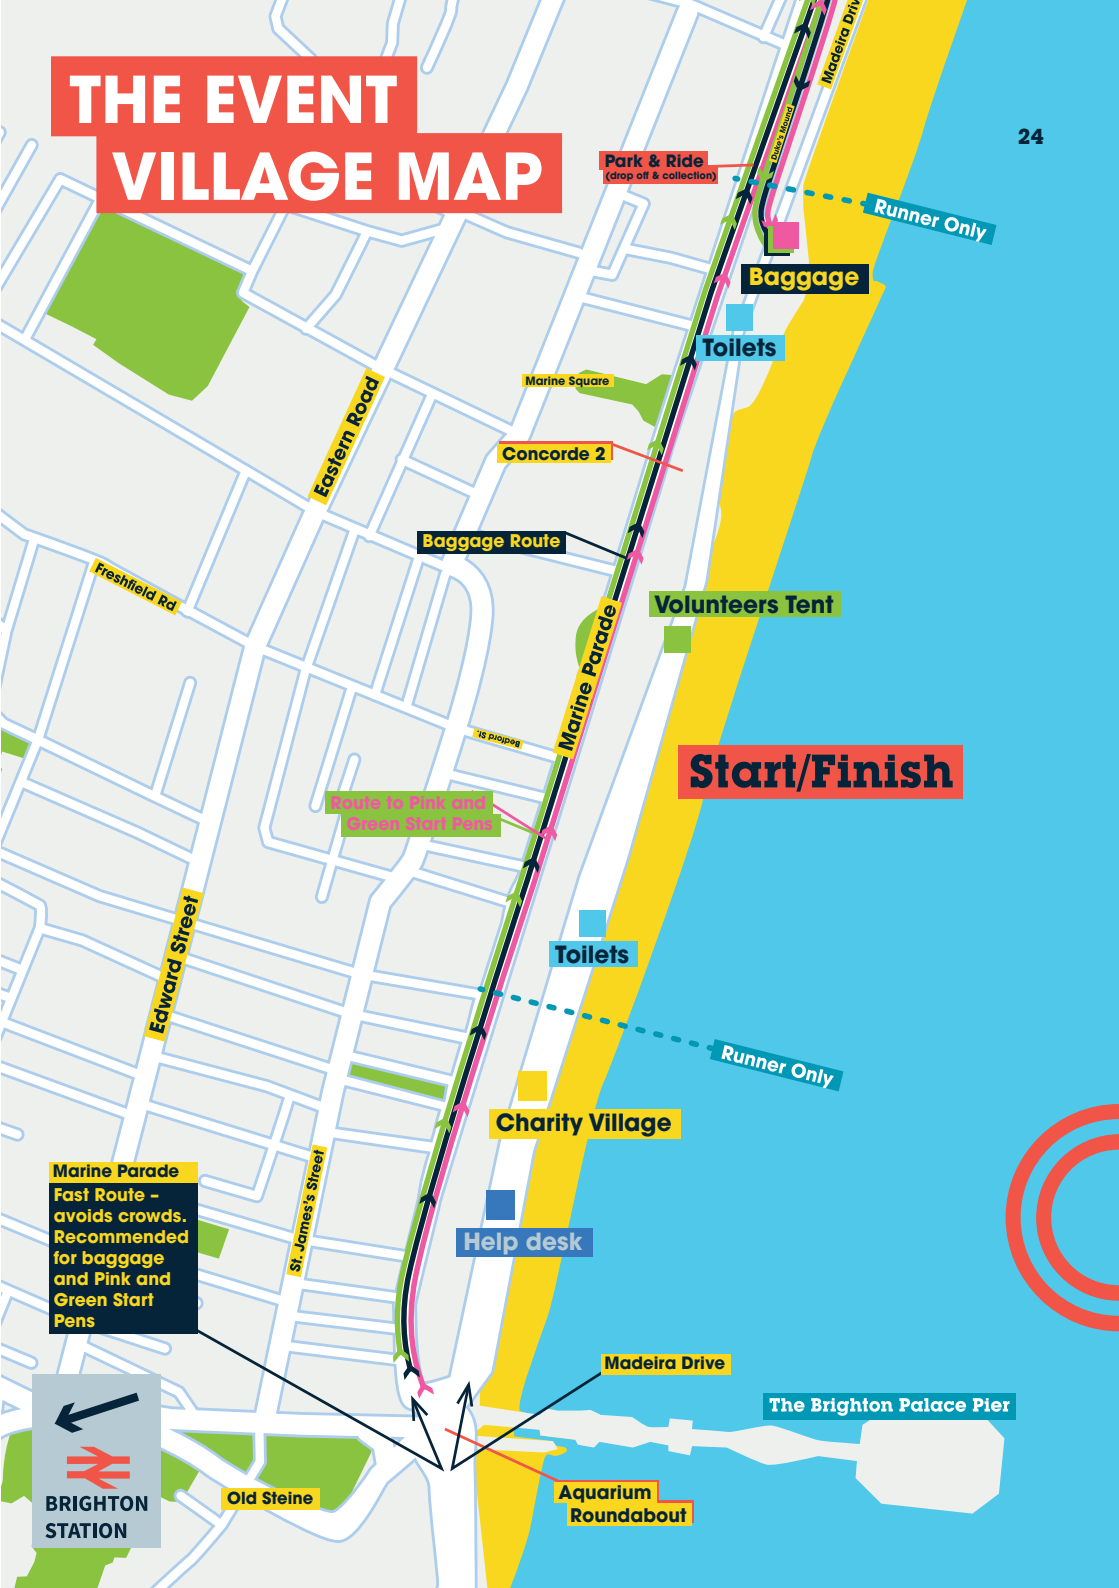 THE EVENT
VILLAGE MAP
Madeira Driv
24
Duke's Mound
Park & Ride
(drop off & collection)
Runner Only
Baggage
Toilets
Marine Square
Eastern Road
Concorde 2
Baggage Route
Freshfield Rd
Volunteers Tent
Marine Parade
Bedford St.
Start/Finish
Route to Pink and
Green Start Pens
Edward Street
Toilets
Runner Only
Charity Village
St. James's Street
Marine Parade
Fast Route –
avoids crowds.
Recommended
for baggage
and Pink and
Green Start
Pens
Help desk
Madeira Drive
The Brighton Palace Pier
BRIGHTON
STATION
Old Steine
Aquarium
Roundabout